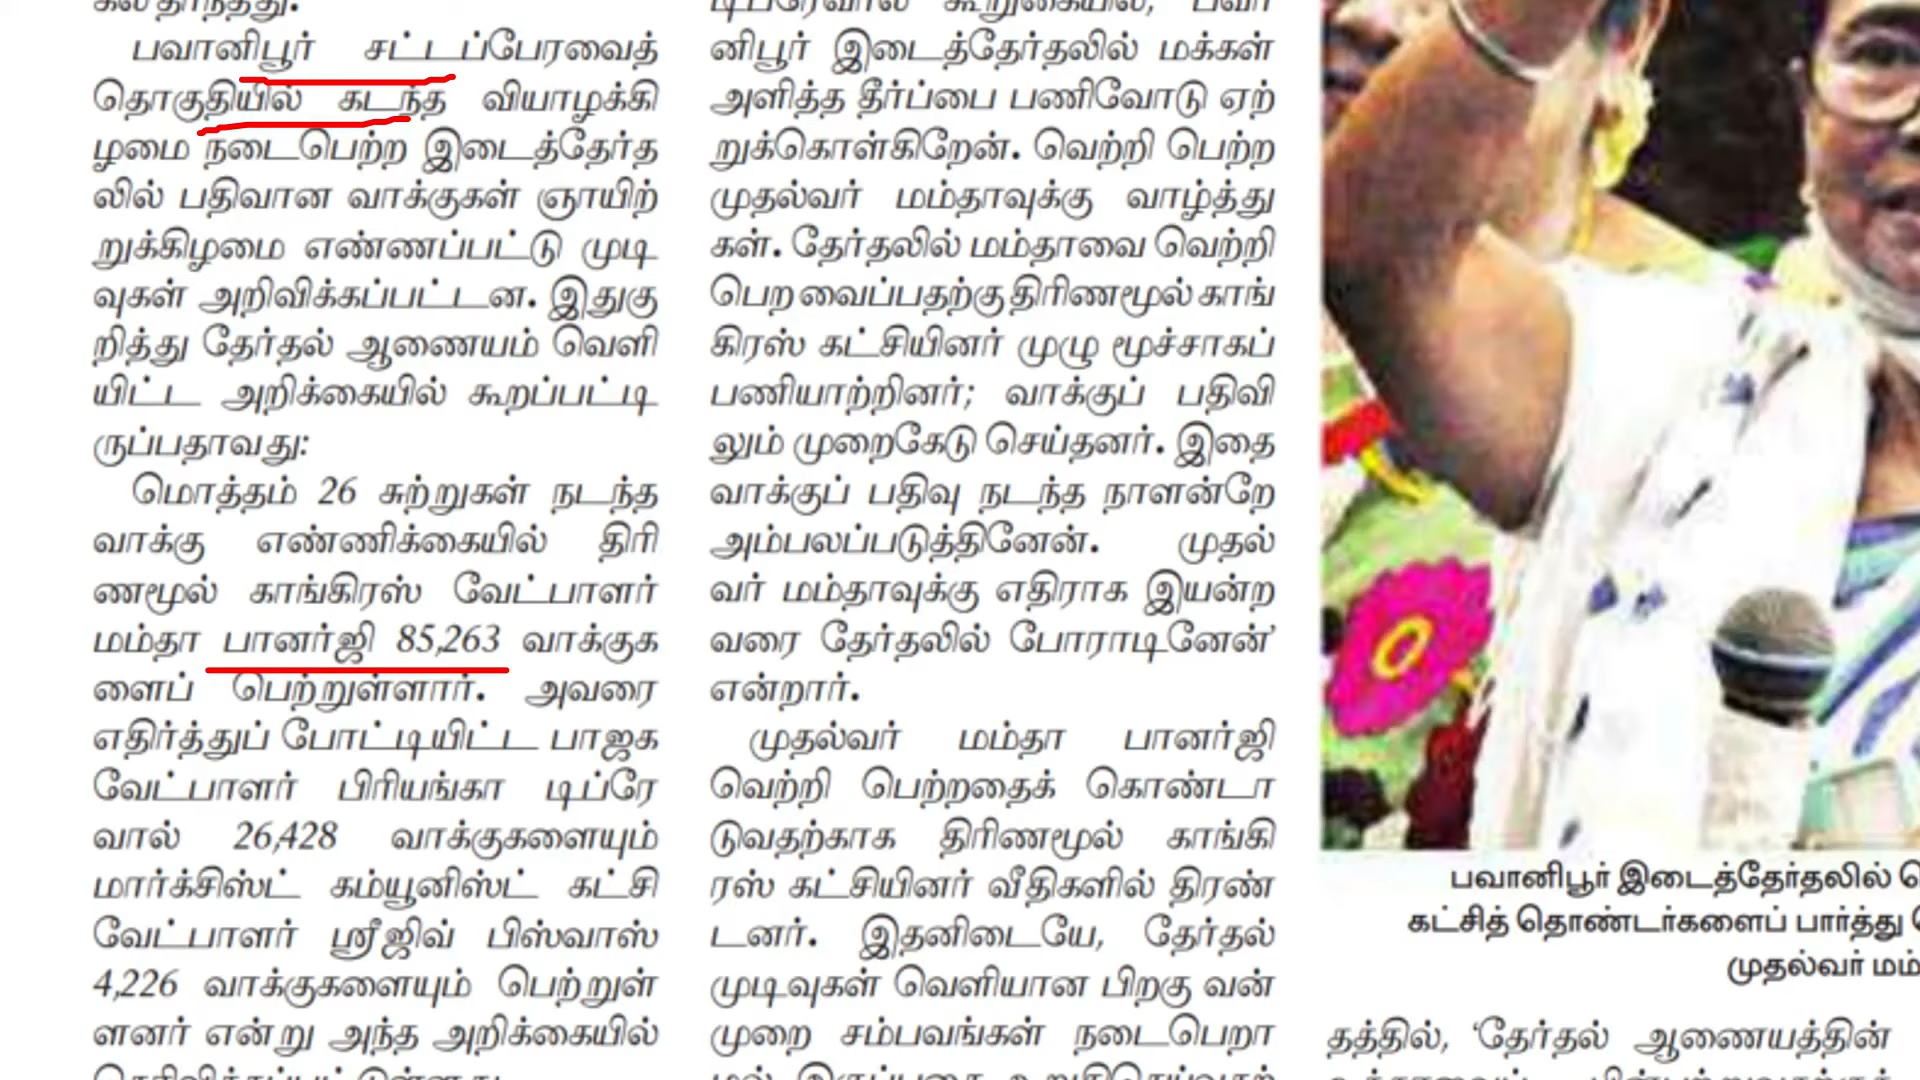 பவானிபூர் சட்டப்பேரவைத்
தொகுதியில் கடந்த வியாழக்கி
ழமை நடைபெற்ற இடைத்தேர்த
லில் பதிவான வாக்குகள் ஞாயிற்
றுக்கிழமை எண்ணப்பட்டு முடி
வுகள் அறிவிக்கப்பட்டன. இதுகு
றித்து தேர்தல் ஆணையம் வெளி
யிட்ட அறிக்கையில் கூறப்பட்டி
ருப்பதாவது:
மொத்தம் 26 சுற்றுகள் நடந்த
வாக்கு எண்ணிக்கையில் திரி
ணமூல் காங்கிரஸ் வேட்பாளர்
மம்தா பானர்ஜி 85,263 வாக்குக
ளைப் பெற்றுள்ளார். அவரை
எதிர்த்துப் போட்டியிட்ட பாஜக
வேட்பாளர் பிரியங்கா டிப்ரே
வால் 26,428 வாக்குகளையும்
மார்க்சிஸ்ட் கம்யூனிஸ்ட் கட்சி
வேட்பாளர் ஸ்ரீஜிவ் பிஸ்வாஸ்
4,226 வாக்குகளையும் பெற்றுள்
ளனர் என்று அந்த அறிக்கையில்
டிப்ரேவால் கூறுகையில், பவா
னிபூர் இடைத்தேர்தலில் மக்கள்
அளித்த தீர்ப்பை பணிவோடு ஏற்
றுக்கொள்கிறேன். வெற்றி பெற்ற
முதல்வர் மம்தாவுக்கு வாழ்த்து
கள். தேர்தலில் மம்தாவை வெற்றி
பெறவைப்பதற்கு திரிணமூல் காங்
கிரஸ் கட்சியினர் முழு மூச்சாகப்
பணியாற்றினர்; வாக்குப் பதிவி
லும் முறைகேடு செய்தனர். இதை
வாக்குப் பதிவு நடந்த நாளன்றே
அம்பலப்படுத்தினேன். முதல்
வர் மம்தாவுக்கு எதிராக இயன்ற
வரை தேர்தலில் போராடினேன்'
என்றார்.
முதல்வர் மம்தா பானர்ஜி
வெற்றி பெற்றதைக் கொண்டா
டுவதற்காக திரிணமூல் காங்கி
ரஸ் கட்சியினர் வீதிகளில் திரண்
டனர். இதனிடையே, தேர்தல்
முடிவுகள் வெளியான பிறகு வன்
முறை சம்பவங்கள் நடைபெறா
பவானிபூர் இடைத்தேர்தலில்
கட்சித் தொண்டர்களைப் பார்த்து
முதல்வர் மம்
தத்தில், 'தேர்தல் ஆணையத்தின்